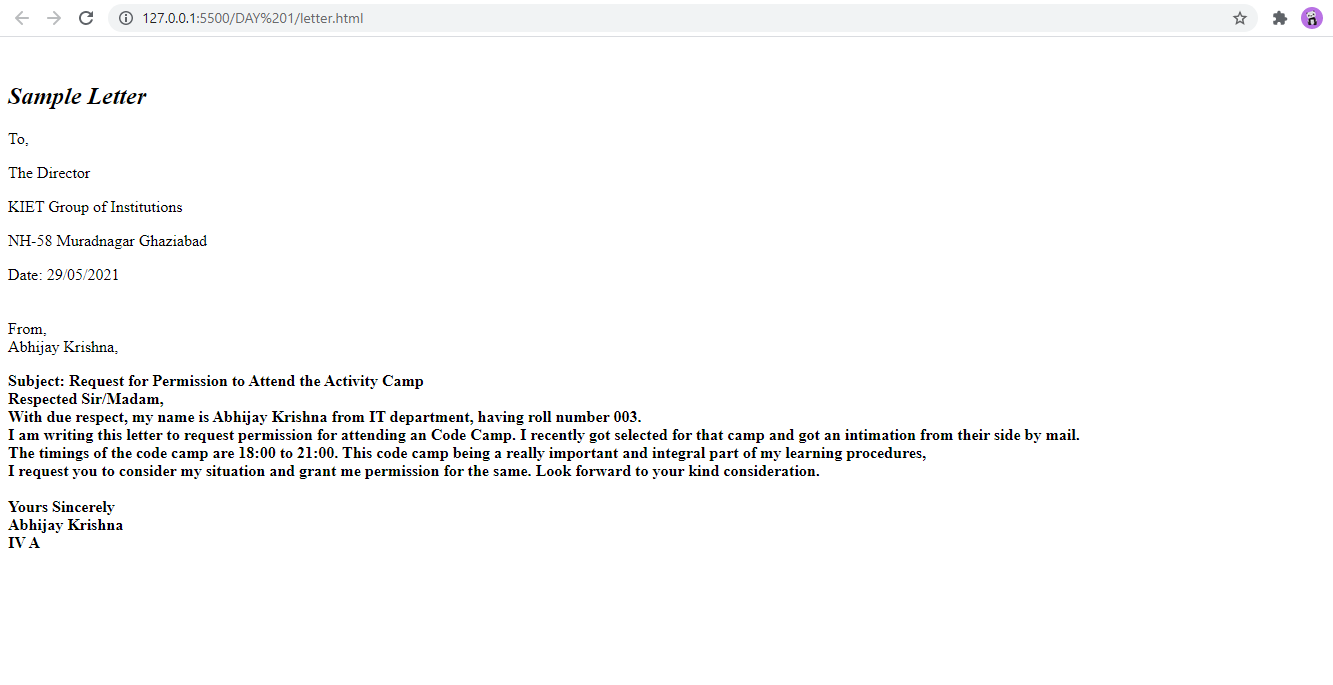 127.0.0.1:5500/DAY%201/letter.html
Sample Letter
To,
The Director
KIET Group of Institutions
NH-58 Muradnagar Ghaziabad
Date: 29/05/2021
From,
Abhijay Krishna,
Subject: Request for Permission to Attend the Activity Camp
Respected Sir/Madam,
With due respect, my name is Abhijay Krishna from IT department, having roll number 003.
I am writing this letter to request permission for attending an Code Camp. I recently got selected for that camp and got an intimation from their side by mail.
The timings of the code camp are 18:00 to 21:00. This code camp being a really important and integral part of my learning procedures,
I request you to consider my situation and grant me permission for the same. Look forward to your kind consideration.
Yours Sincerely
Abhijay Krishna
IV A